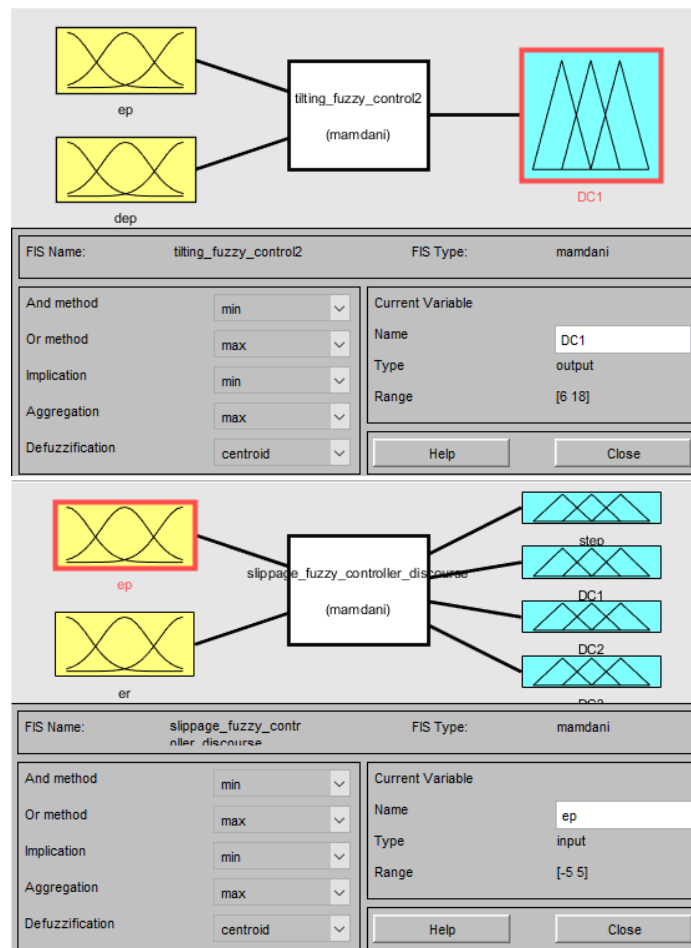 tilting_fuzzy_control2
(mamdani)
ep
dep
DC1
FIS Name: tilting_fuzzy_control2 FIS Type: mamdani
And method min
Or method max
Implication min
Aggregation max
Defuzzification centroid
Current Variable
Name DC1
Type output
Range [6 18]
Help Close
slippage_fuzzy_controller_discourse
(mamdani)
ep
er
step
DC1
DC2
FIS Name: slippage_fuzzy_contr
oller_discourse
FIS Type: mamdani
And method min
Or method max
Implication min
Aggregation max
Defuzzification centroid
Current Variable
Name ep
Type input
Range [-5 5]
Help Close